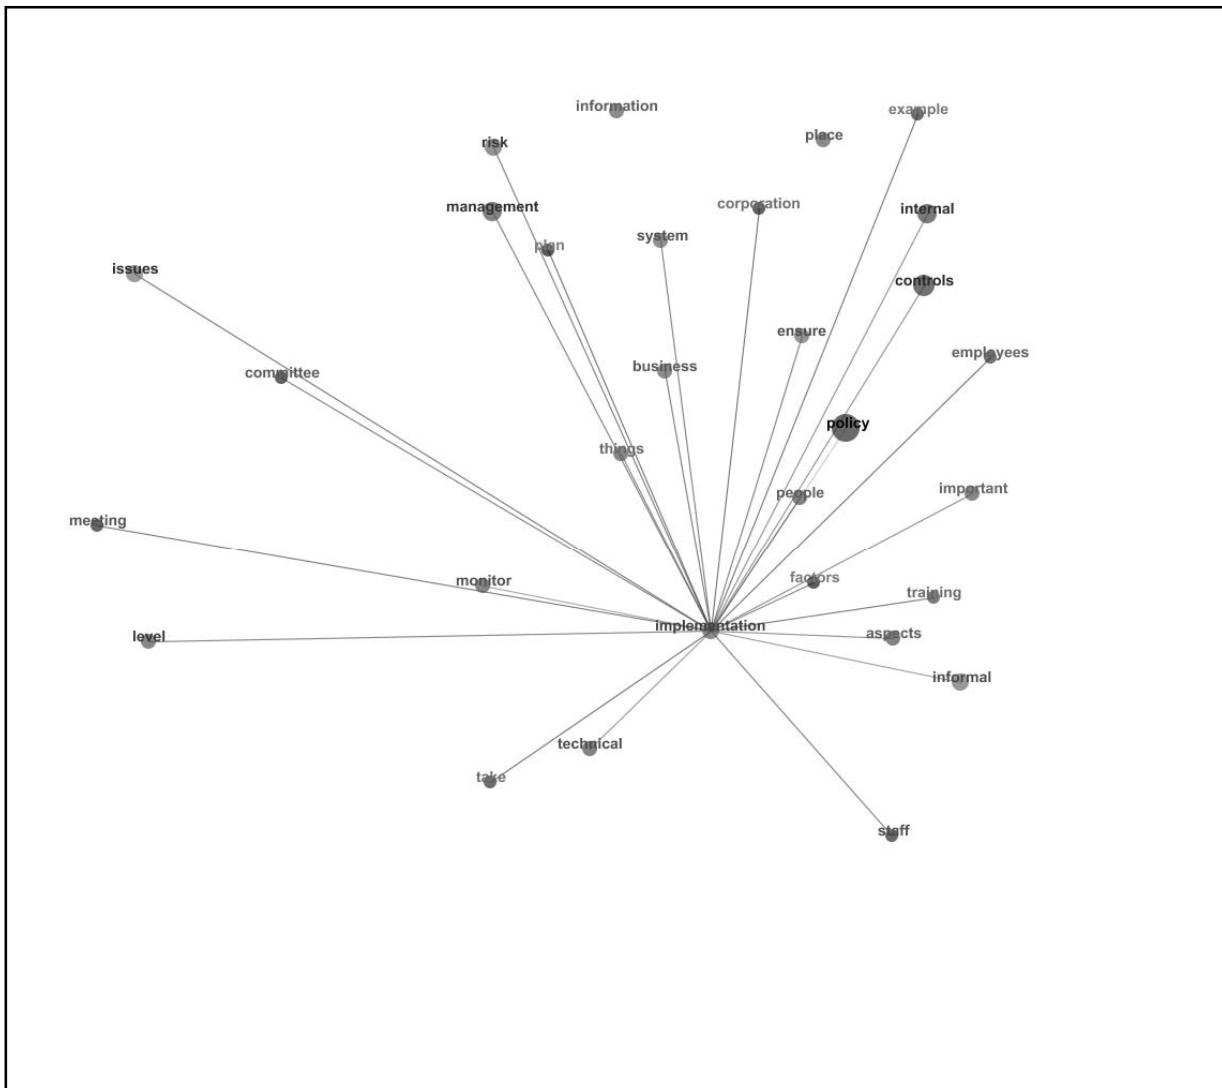 information
example
place
risk
corporation
management
internal
system
plan
issues
controls
ensure
employees
business
committee
policy
things
important
people
meeting
factors
monitor
training
implementation
aspects
level
informal
technical
take
staff